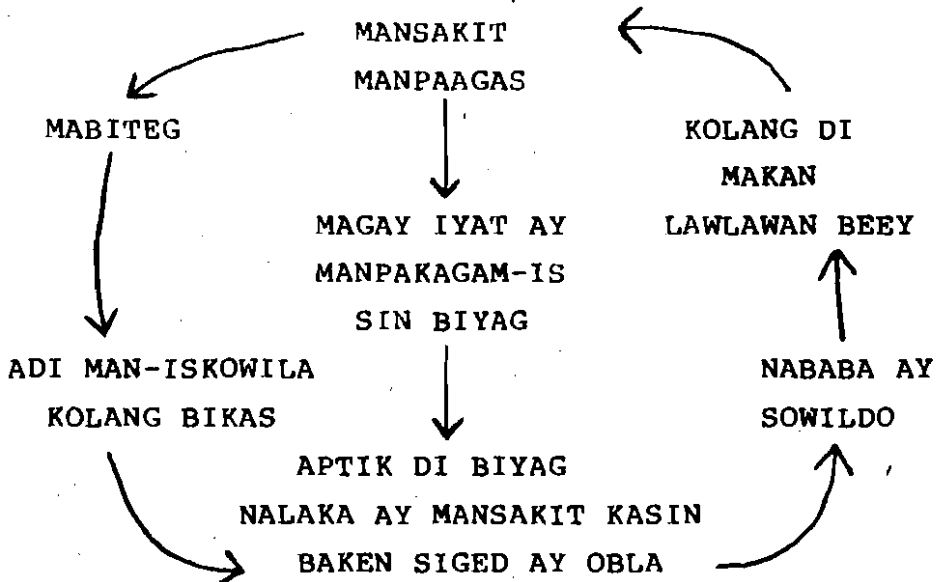 MANSAKIT
MANPAAGAS
MABITEG
KOLANG DI
MAKAN
LAWLAWAN BEEY
MAGAY IYAT AY
MANPAKAGAM-IS
SIN BIYAG
ADI MAN-ISKOWILA
KOLANG BIKAS
NABABA AY
SOWILDO
APTIK DI BIYAG
NALAKA AY MANSAKIT KASIN
BAKEN SIGED AY OBLA